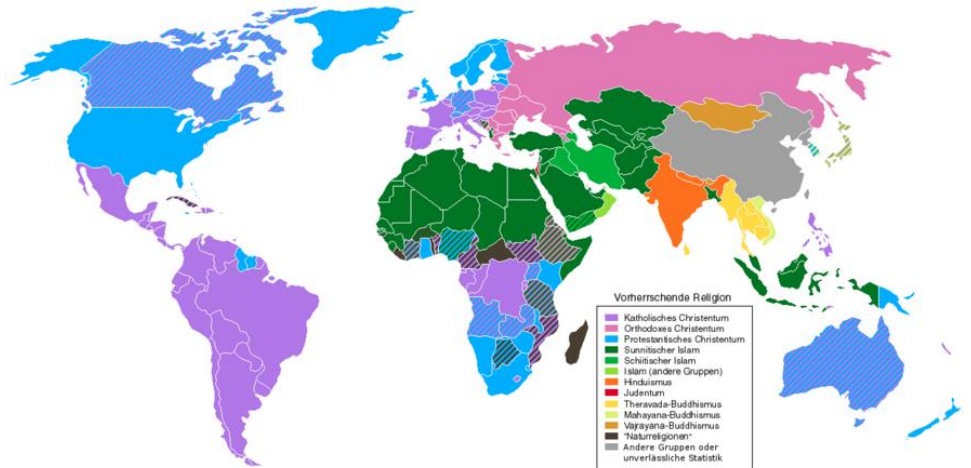 Vorherrschende Religion
Katholisches Christentum
Orthodoxes Christentum
Protestantisches Christentum
Sunnitischer Islam
Schiitischer Islam
Islam (andere Gruppen)
Hinduismus
Judentum
Theravada-Buddhismus
Mahayana-Buddhismus
Vajrayana-Buddhismus
"Naturreligionen"
Andere Gruppen oder
unverlässliche Statistik